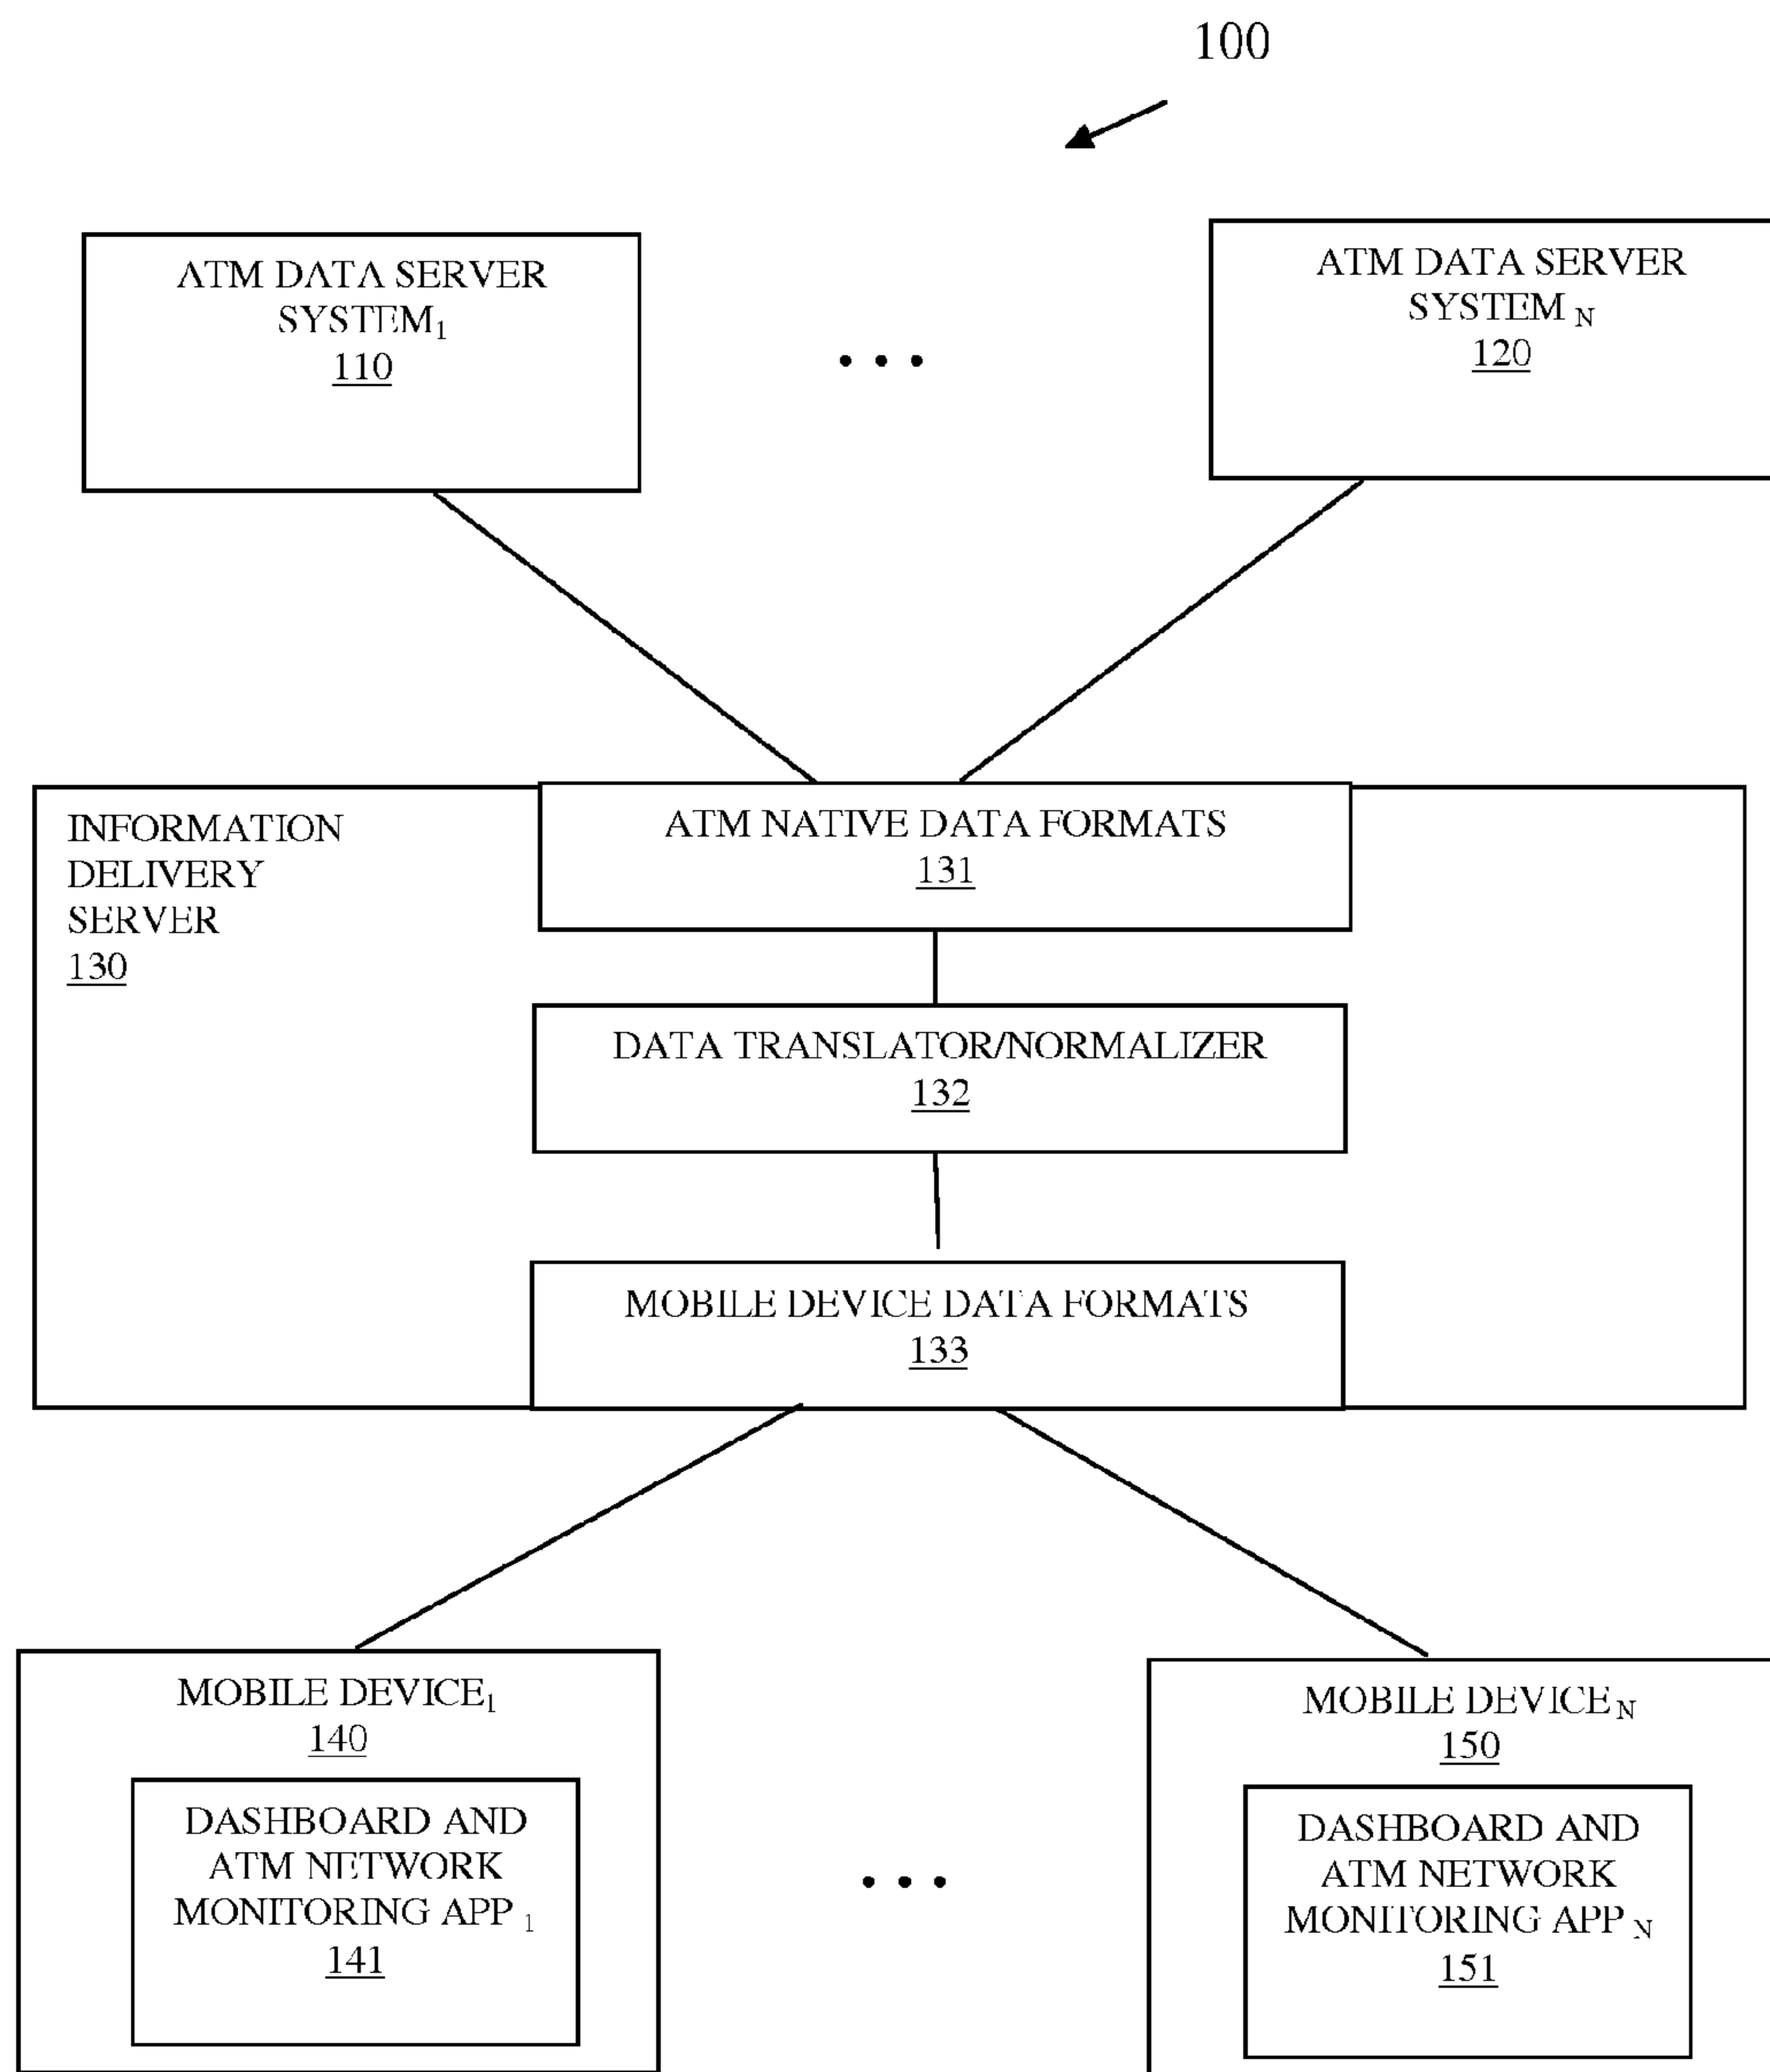 100
ATM DATA SERVER
SYSTEM₁
110
• • •
ATM DATA SERVER
SYSTEM N
120
INFORMATION
DELIVERY
SERVER
130
ATM NATIVE DATA FORMATS
131
DATA TRANSLATOR/NORMALIZER
132
MOBILE DEVICE DATA FORMATS
133
MOBILE DEVICE₁
140
DASHBOARD AND
ATM NETWORK
MONITORING APP ₁
141
• • •
MOBILE DEVICE N
150
DASHBOARD AND
ATM NETWORK
MONITORING APP N
151